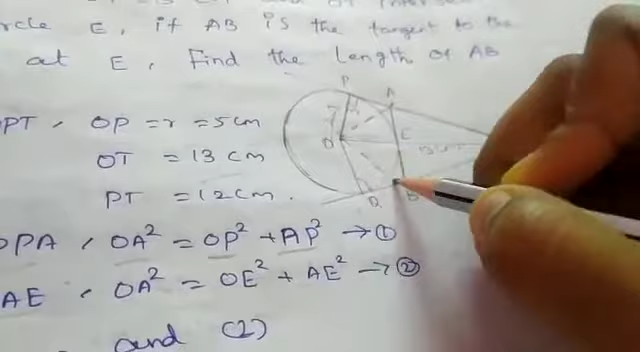 rcle E, if AB is the tangent to the
at E, Find the Length of AB
OPT, OP = r = 5cm
OT = 13 cm
PT = 12cm.
OPA, OA² = OP² + AP² → ①
AE, OA² = OE² + AE² → ②
and (2)
P
A
O
E
Q
B